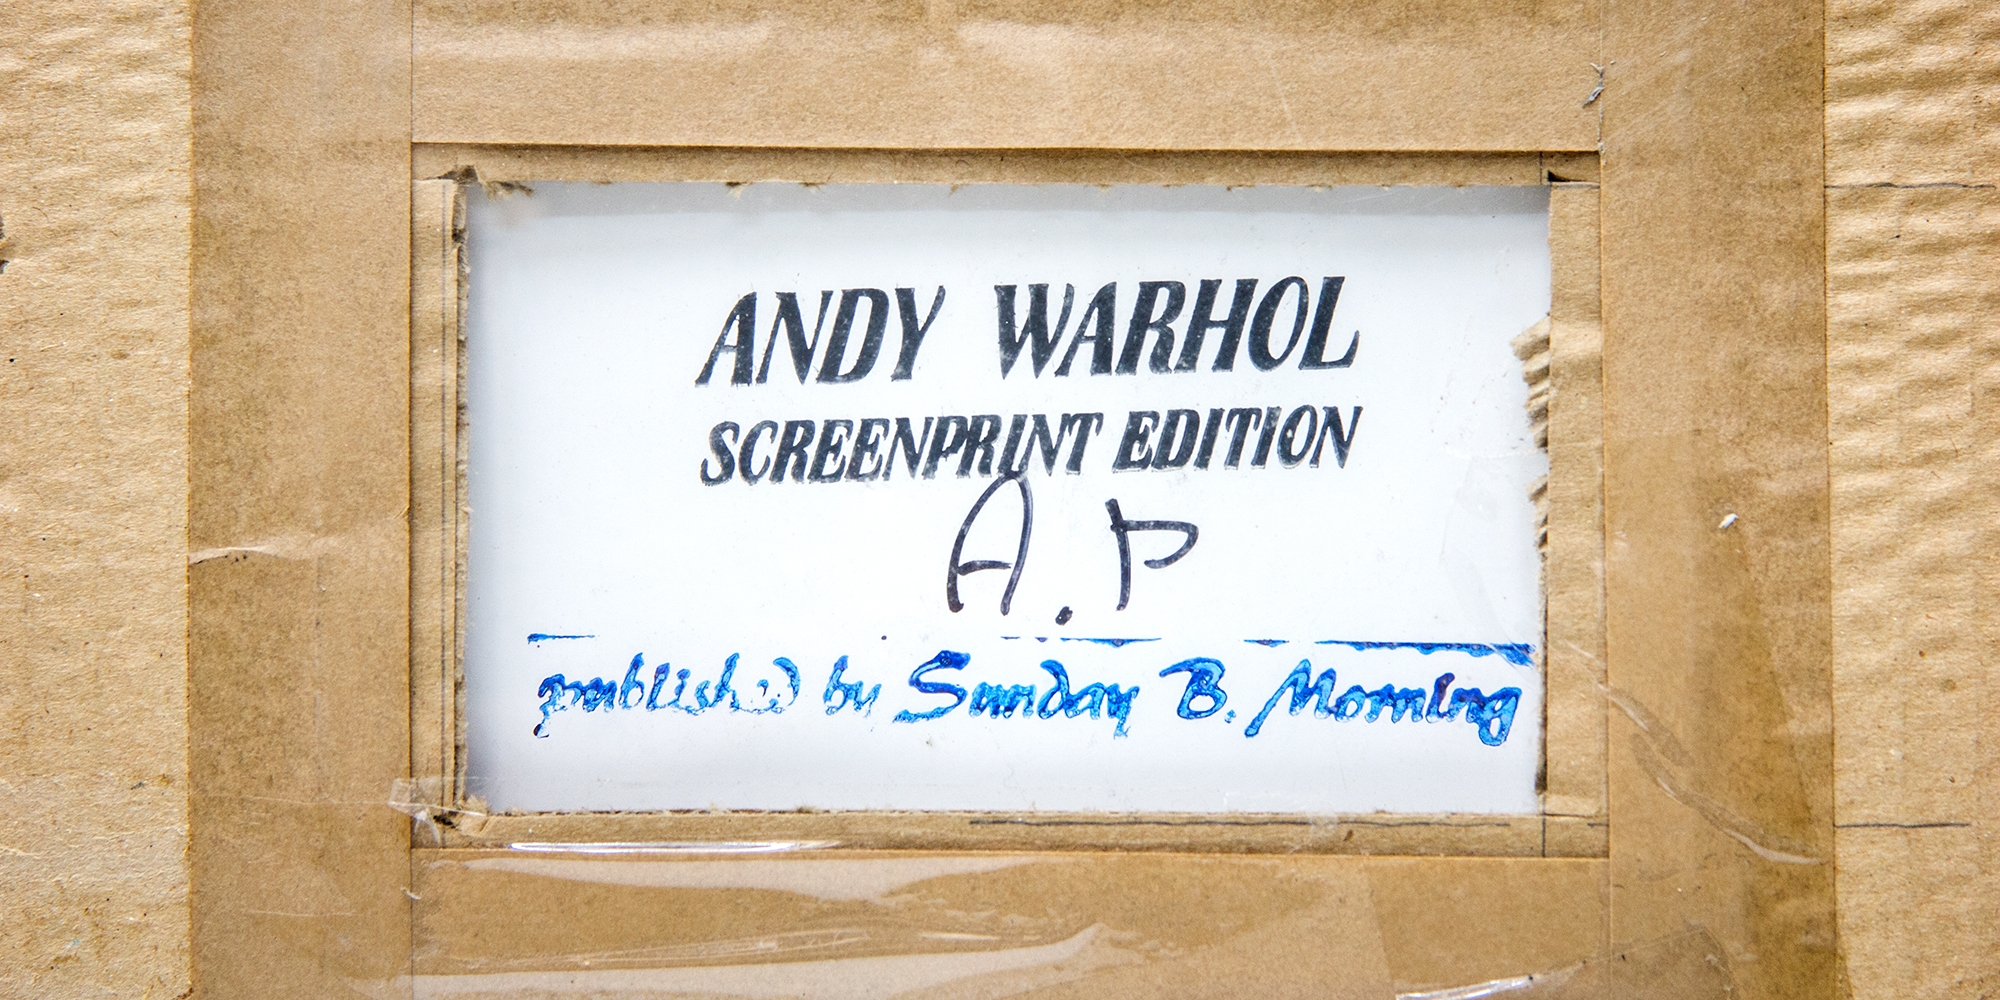 ANDY WARHOL
SCREENPRINT EDITION
A.P
published by Sunday B. Morning